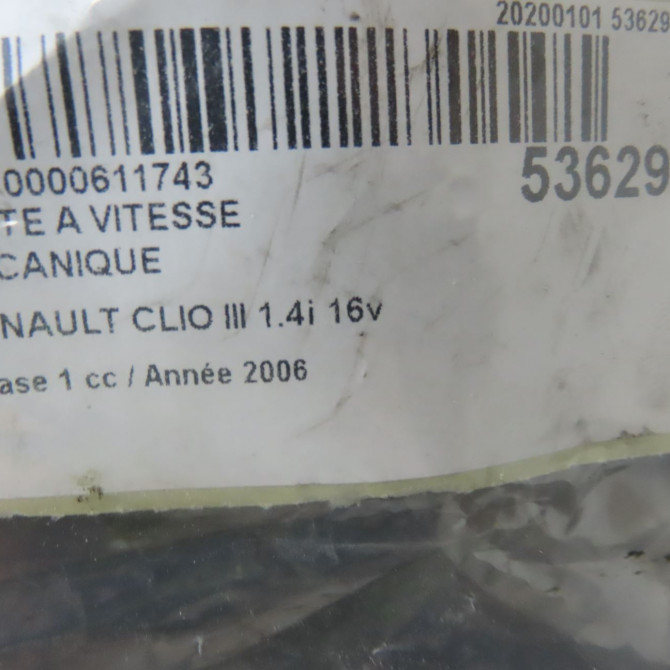 20200101 53629
0000611743
53629
TE A VITESSE
CANIQUE
NAULT CLIO III 1.4i 16v
ase 1 cc / Année 2006